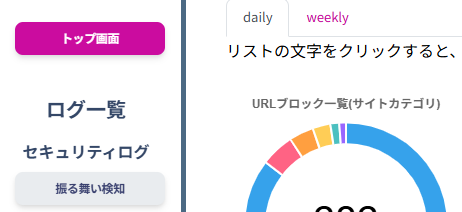 トップ画面
ログ一覧
セキュリティログ
振る舞い検知
daily weekly
リストの文字をクリックすると、
URLブロック一覧(サイトカテゴリ)